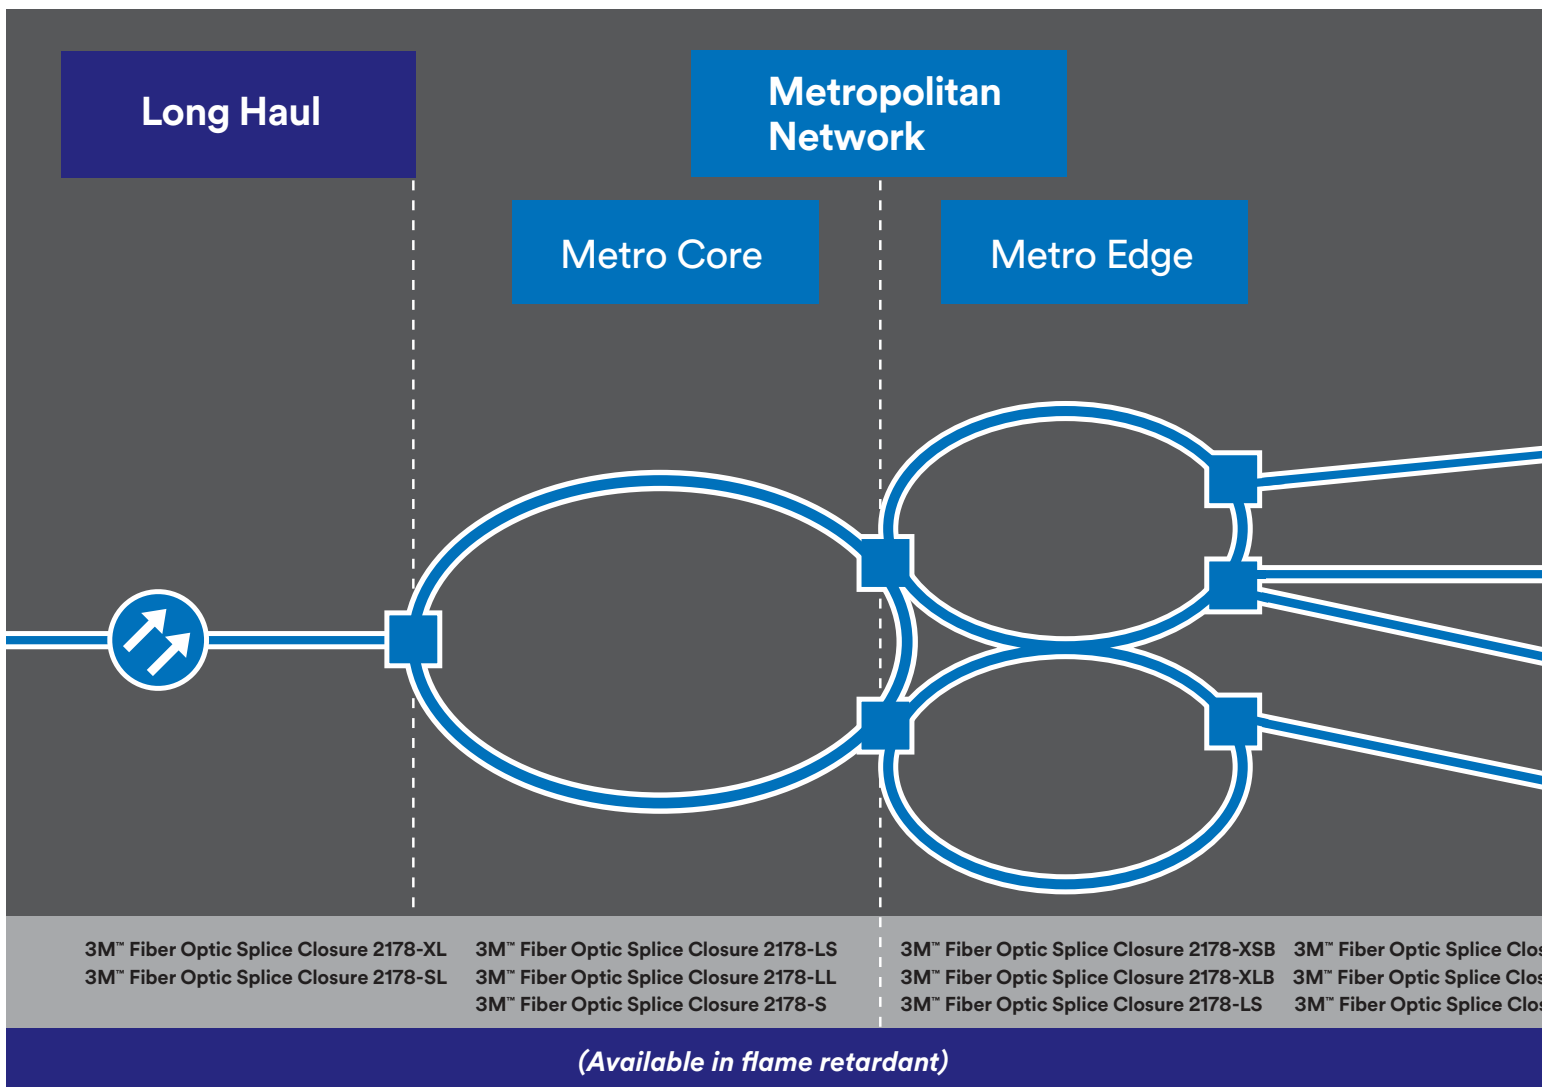 Long Haul
Metropolitan
Network
Metro Core
Metro Edge
3M™ Fiber Optic Splice Closure 2178-XL
3M™ Fiber Optic Splice Closure 2178-SL
3M™ Fiber Optic Splice Closure 2178-LS
3M™ Fiber Optic Splice Closure 2178-LL
3M™ Fiber Optic Splice Closure 2178-S
3M™ Fiber Optic Splice Closure 2178-XSB
3M™ Fiber Optic Splice Closure 2178-XLB
3M™ Fiber Optic Splice Closure 2178-LS
3M™ Fiber Optic Splice
3M™ Fiber Optic Splice
3M™ Fiber Optic Splice
(Available in flame retardant)